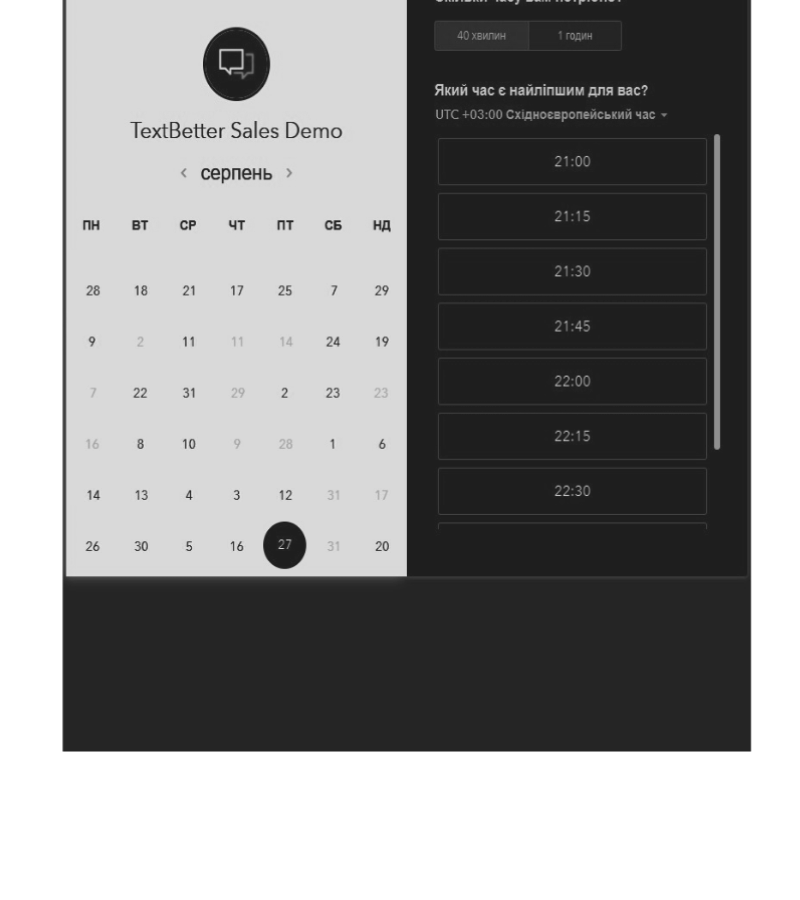 TextBetter Sales Demo
< серпень >
ПН ВТ СР ЧТ ПТ СБ НД
28 18 21 17 25 7 29
9 2 11 11 14 24 19
7 22 31 29 2 23 23
16 8 10 9 28 1 6
14 13 4 3 12 31 17
26 30 5 16 27 31 20
40 хвилин 1 годин
Який час є найліпшим для вас?
UTC +03:00 Східноєвропейський час
21:00
21:15
21:30
21:45
22:00
22:15
22:30